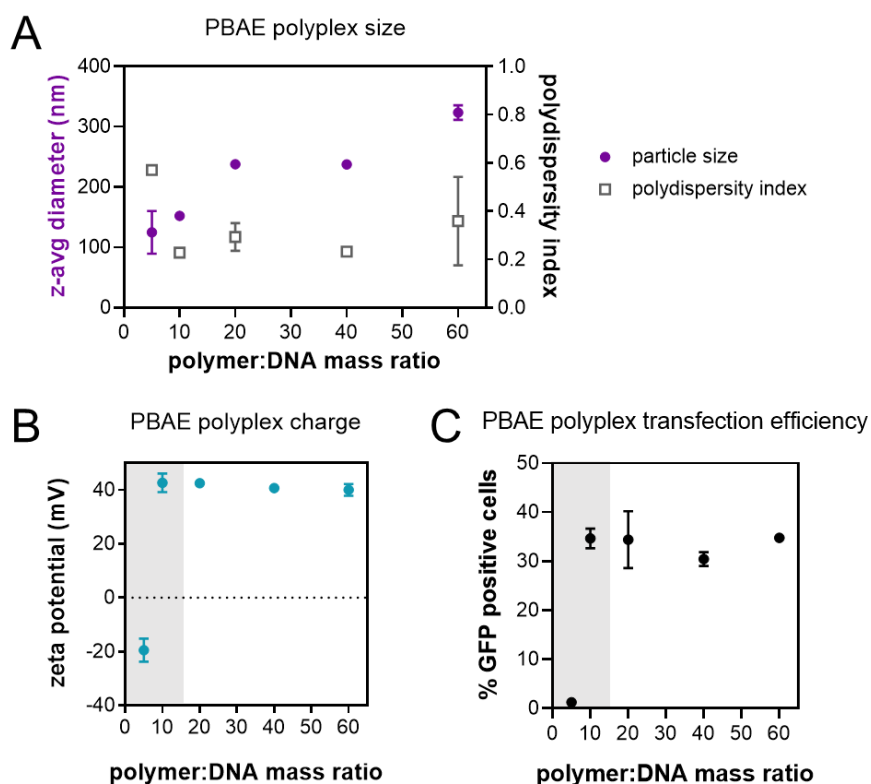 A
PBAE polyplex size
z-avg diameter (nm)
400
300
200
100
0
1.0
0.8
0.6
0.4
0.2
0.0
polydispersity index
0 10 20 30 40 50 60
polymer:DNA mass ratio
particle size
polydispersity index
B
PBAE polyplex charge
zeta potential (mV)
40
20
0
-20
-40
0 10 20 30 40 50 60
polymer:DNA mass ratio
C
PBAE polyplex transfection efficiency
% GFP positive cells
50
40
30
20
10
0
0 10 20 30 40 50 60
polymer:DNA mass ratio